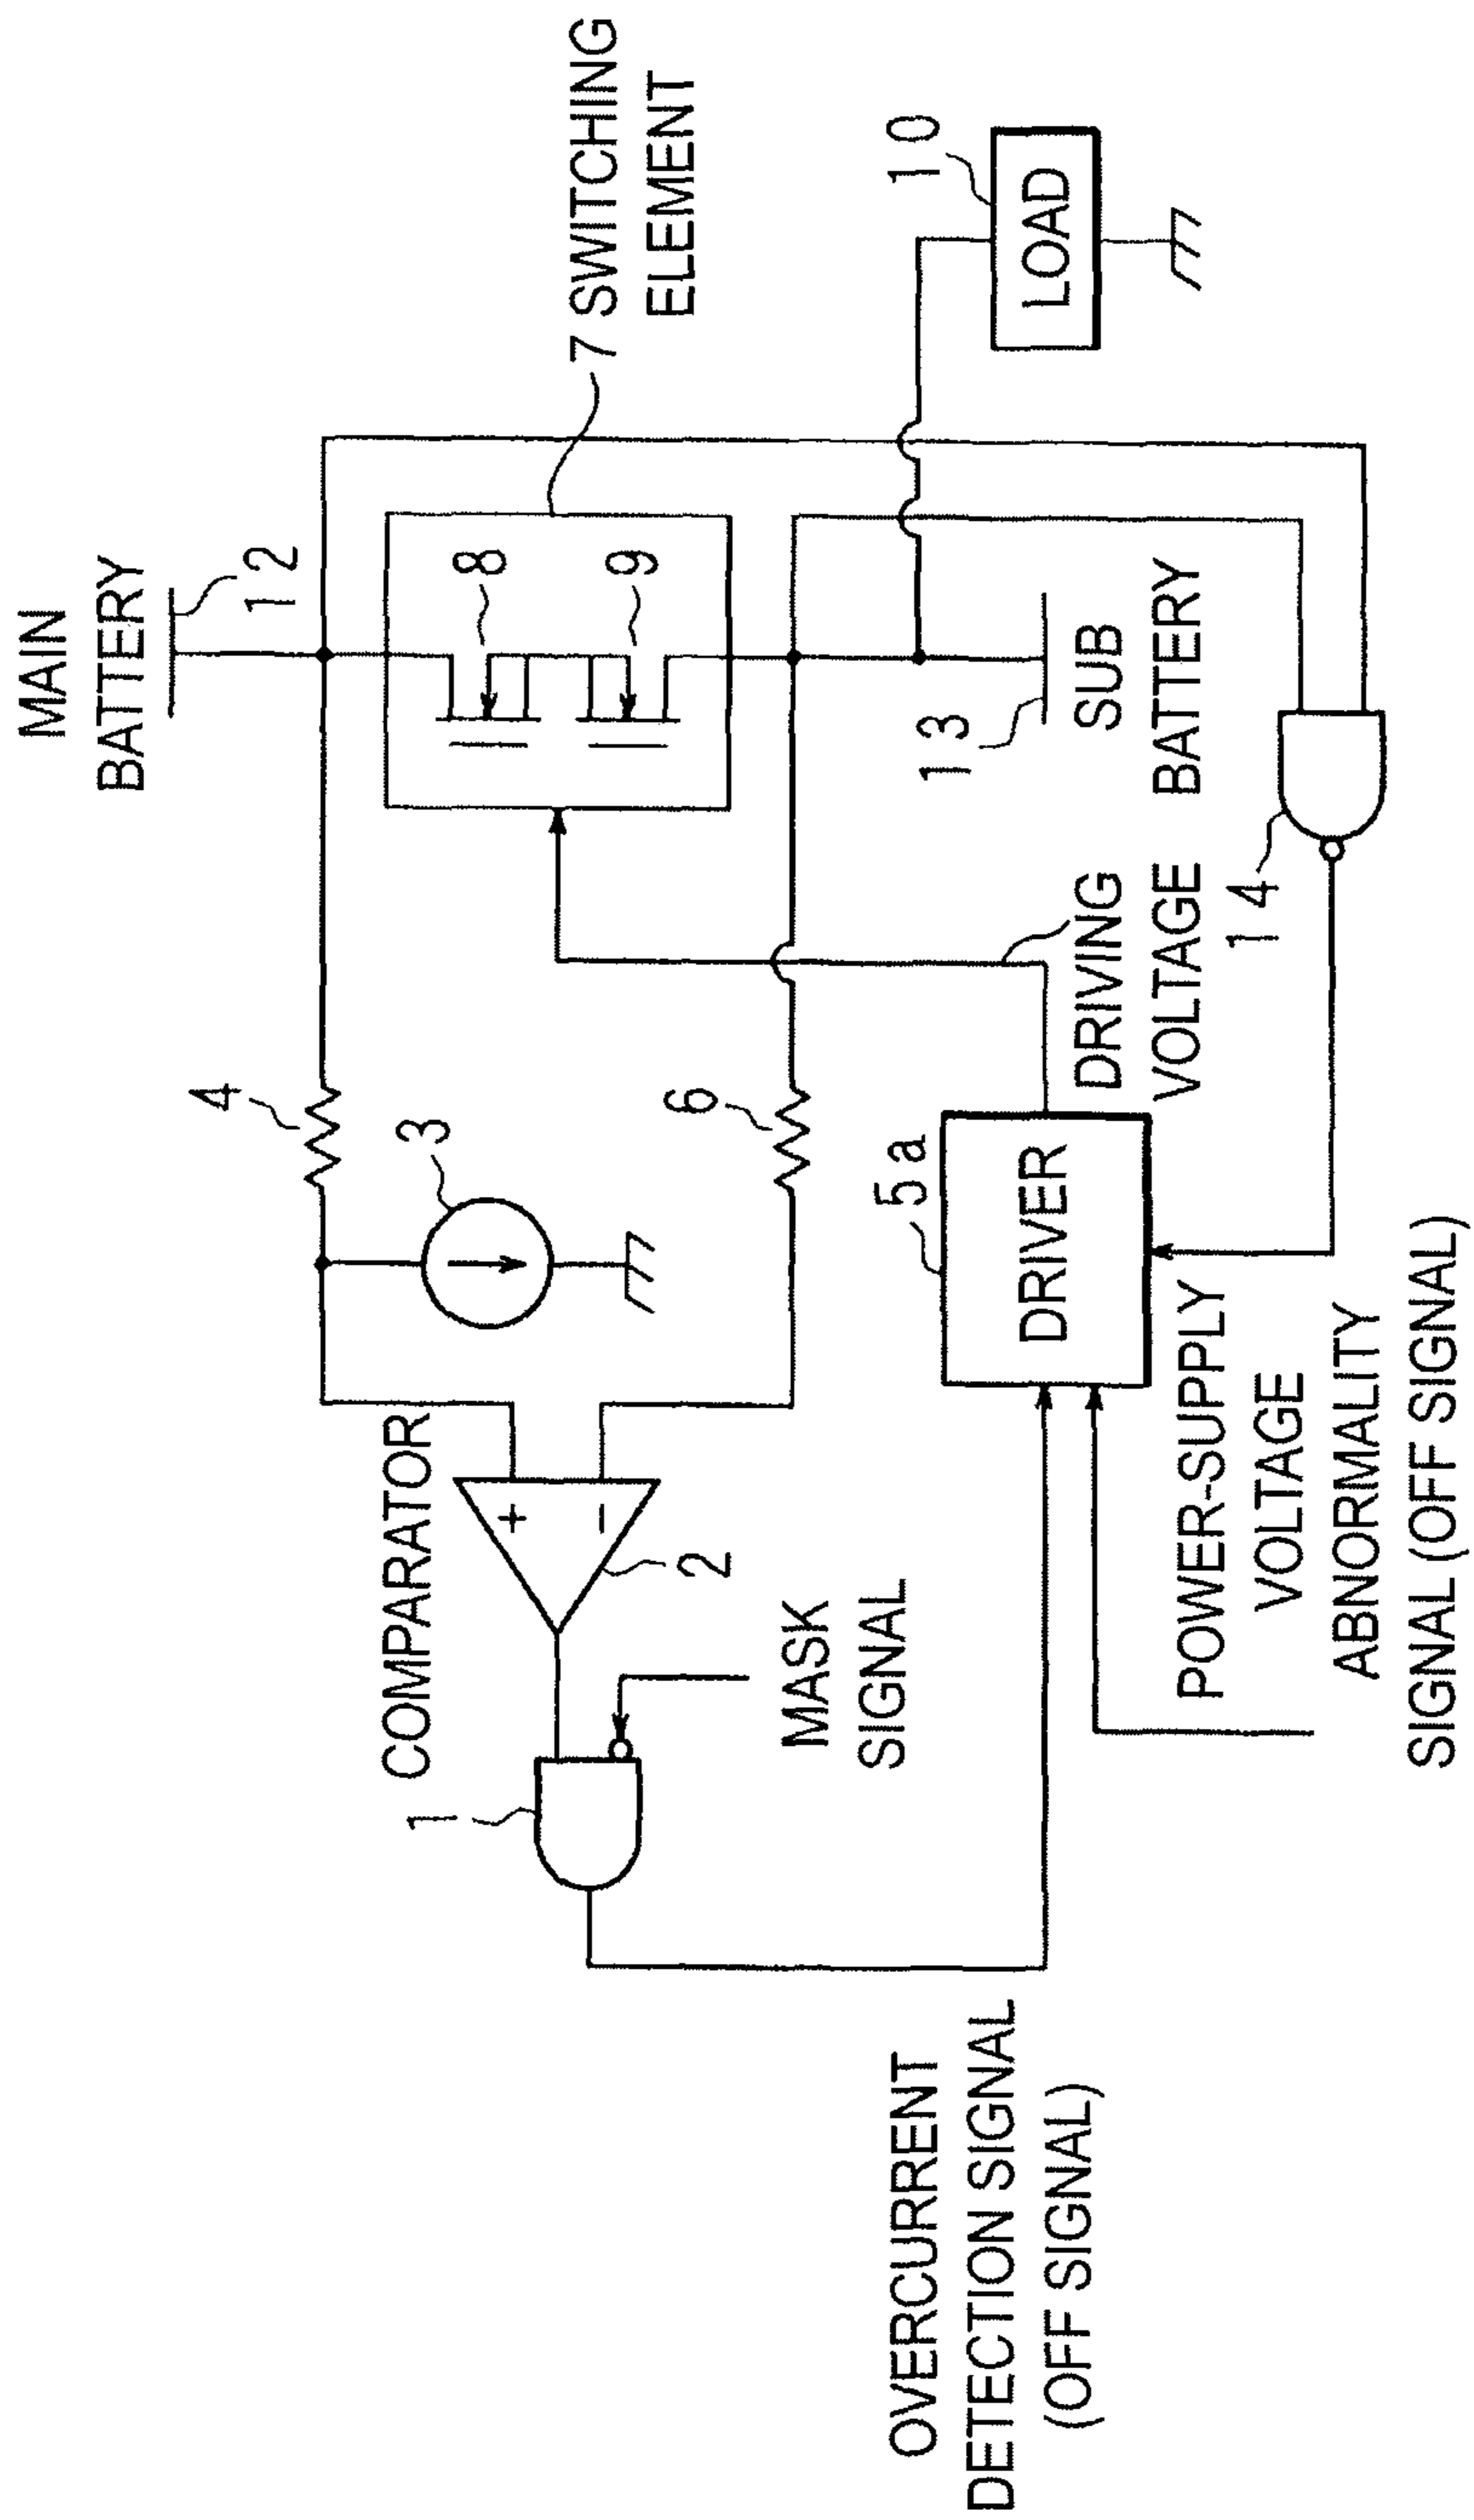 MAIN
BATTERY
12
7 SWITCHING
ELEMENT
8
9
10
LOAD
4
3
6
13
SUB
BATTERY
COMPARATOR
+
−
2
1
MASK
SIGNAL
5a
DRIVER
DRIVING
VOLTAGE
14
OVERCURRENT
DETECTION SIGNAL
(OFF SIGNAL)
POWER-SUPPLY
VOLTAGE
ABNORMALITY
SIGNAL (OFF SIGNAL)